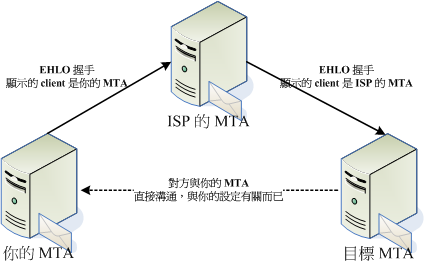 EHLO 握手
顯示的 client 是你的 MTA
EHLO 握手
顯示的 client 是 ISP 的 MTA
ISP 的 MTA
對方與你的 MTA
直接溝通，與你的設定有關而已
你的 MTA
目標 MTA